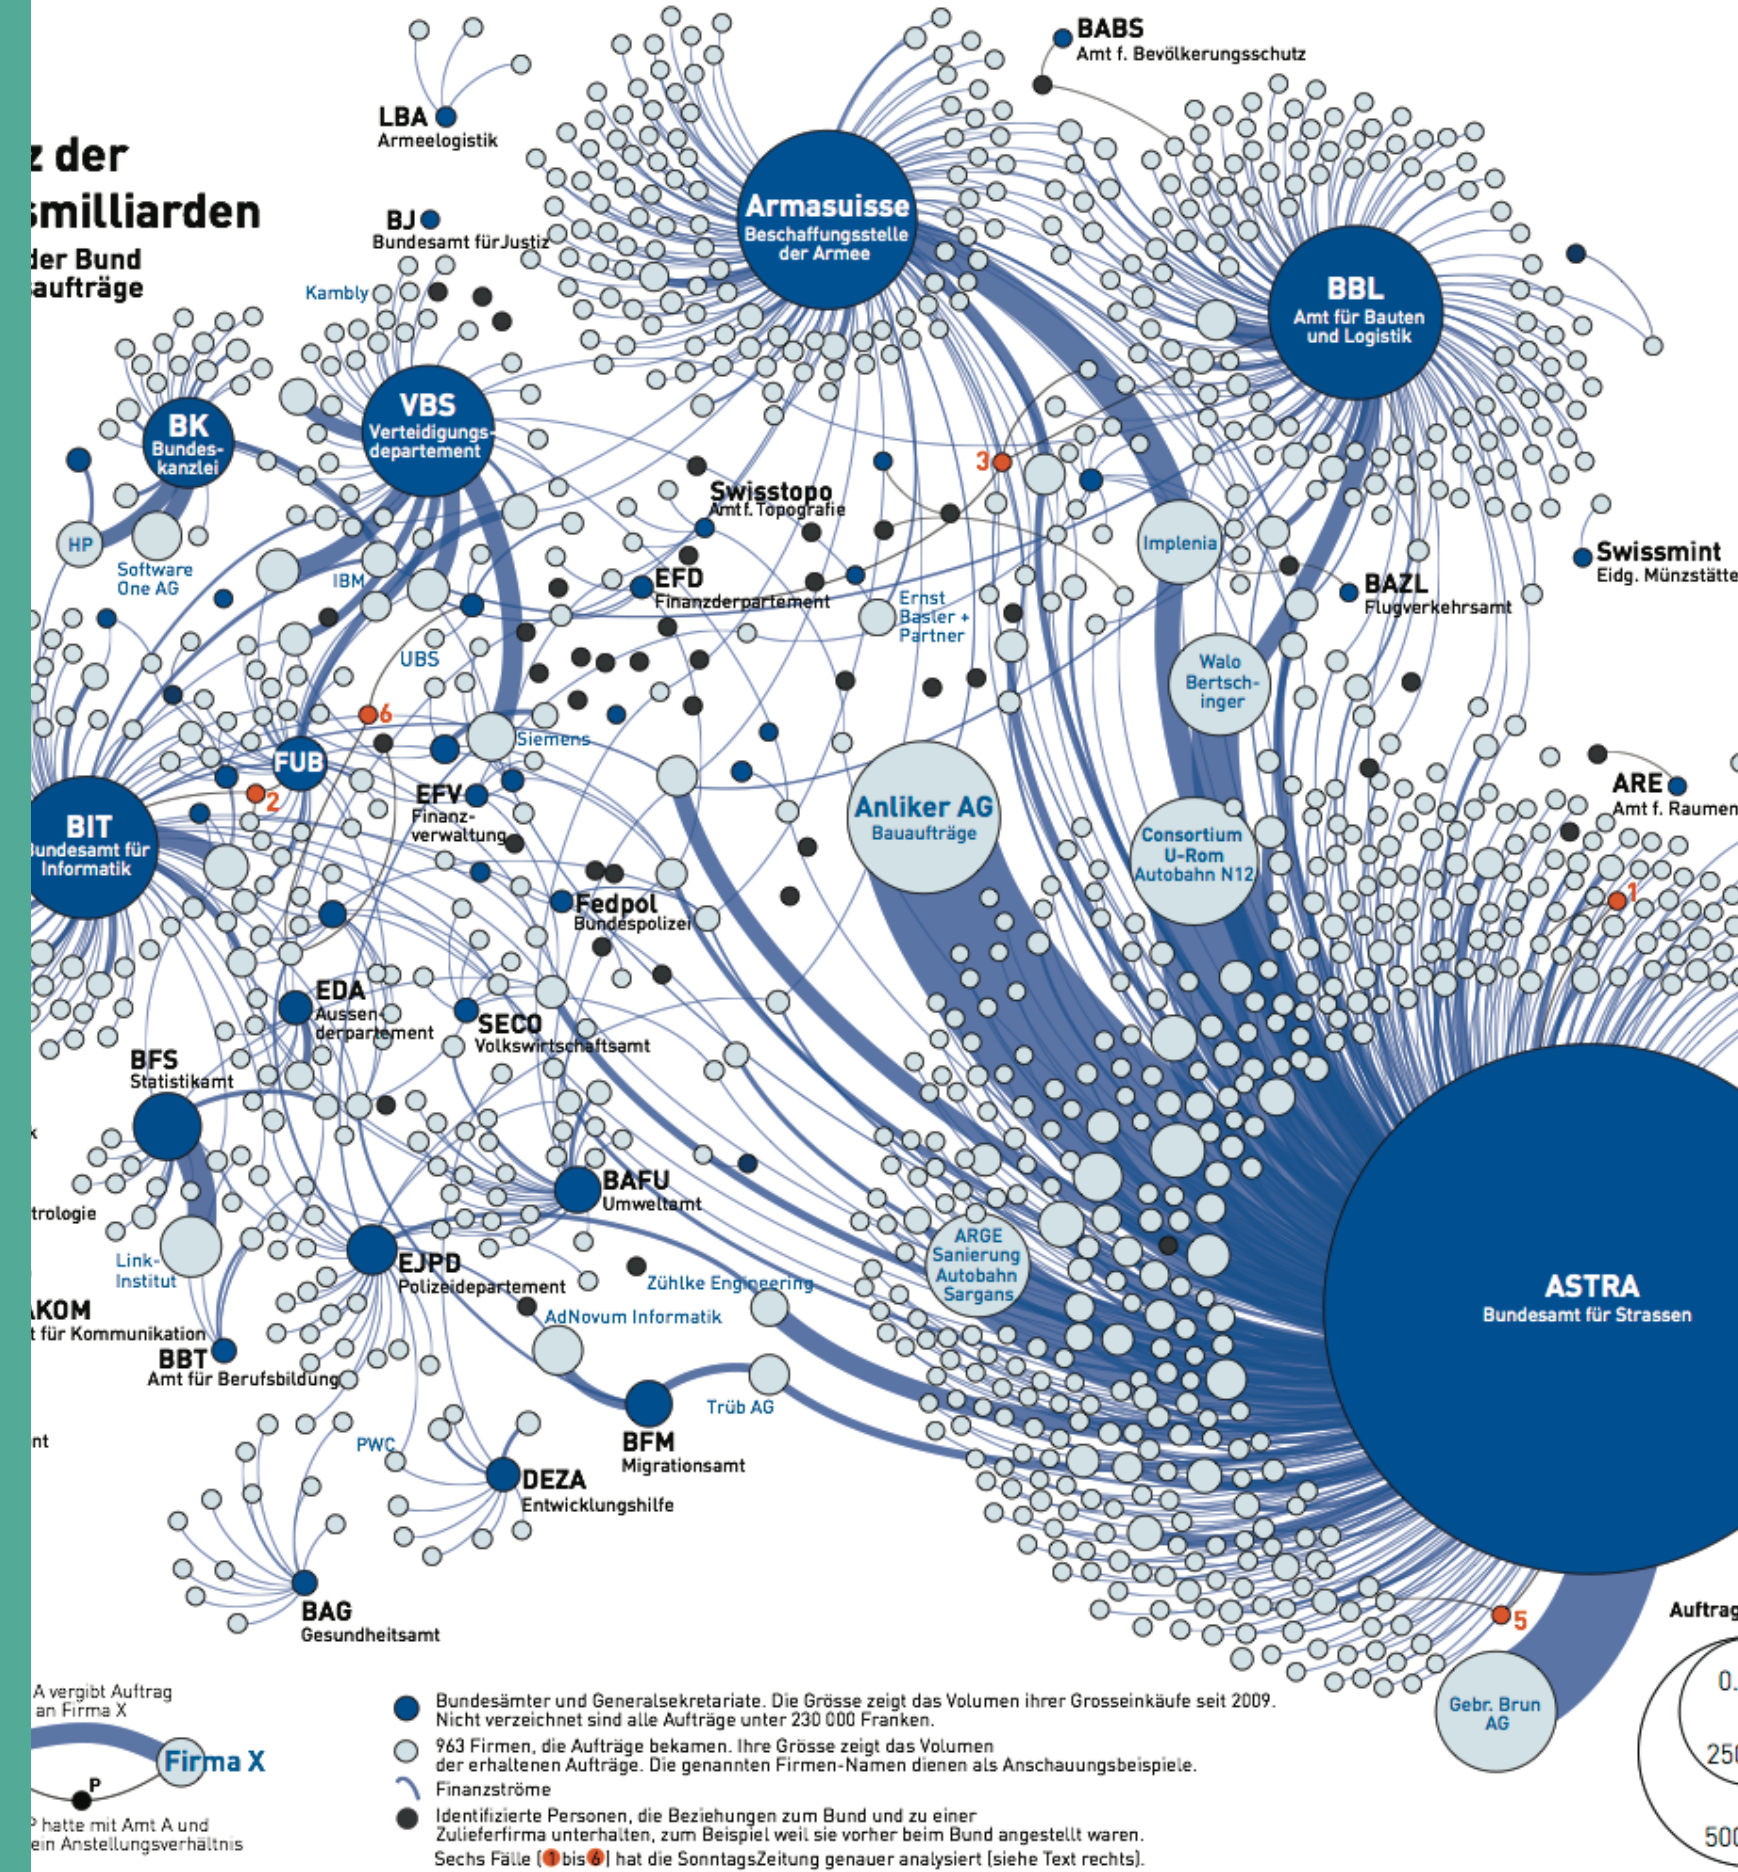 BABS
Amt f. Bevölkerungsschutz
LBA
Armeelogistik
z der
smilliarden
der Bund
aufträge
BJ
Bundesamt fürJustiz
Armasuisse
Beschaffungsstelle
der Armee
BBL
Amt für Bauten
und Logistik
Kambly
BK
Bundes-
kanzlei
VBS
Verteidigungs-
departement
3
Swisstopo
Amt f. Topografie
HP
Software
One AG
IBM
Implenia
Swissmint
Eidg. Münzstätte
EFD
Finanzderpartement
BAZL
Flugverkehrsamt
Ernst
Basler +
Partner
UBS
Walo
Bertsch-
inger
6
Siemens
FUB
2
EFV
Finanz-
verwaltung
Anliker AG
Bauaufträge
Consortium
U-Rom
Autobahn N12
ARE
Amt f. Raumen
BIT
Bundesamt für
Informatik
1
Fedpol
Bundespolizei
EDA
Aussen-
derpartement
SECO
Volkswirtschaftsamt
BFS
Statistikamt
BAFU
Umweltamt
trologie
Link-
Institut
EJPD
Polizeidepartement
ARGE
Sanierung
Autobahn
Sargans
ASTRA
Bundesamt für Strassen
Zühlke Engineering
AdNovum Informatik
AKOM
t für Kommunikation
BBT
Amt für Berufsbildung
Trüb AG
nt
PWC
BFM
Migrationsamt
DEZA
Entwicklungshilfe
BAG
Gesundheitsamt
5
Auftrag
Gebr. Brun
AG
0.
250
500
A vergibt Auftrag
an Firma X
Firma X
P
P hatte mit Amt A und
ein Anstellungsverhältnis
Bundesämter und Generalsekretariate. Die Grösse zeigt das Volumen ihrer Grosseinkäufe seit 2009.
Nicht verzeichnet sind alle Aufträge unter 230 000 Franken.
963 Firmen, die Aufträge bekamen. Ihre Grösse zeigt das Volumen
der erhaltenen Aufträge. Die genannten Firmen-Namen dienen als Anschauungsbeispiele.
Finanzströme
Identifizierte Personen, die Beziehungen zum Bund und zu einer
Zulieferfirma unterhalten, zum Beispiel weil sie vorher beim Bund angestellt waren.
Sechs Fälle (1 bis 6) hat die SonntagsZeitung genauer analysiert (siehe Text rechts).